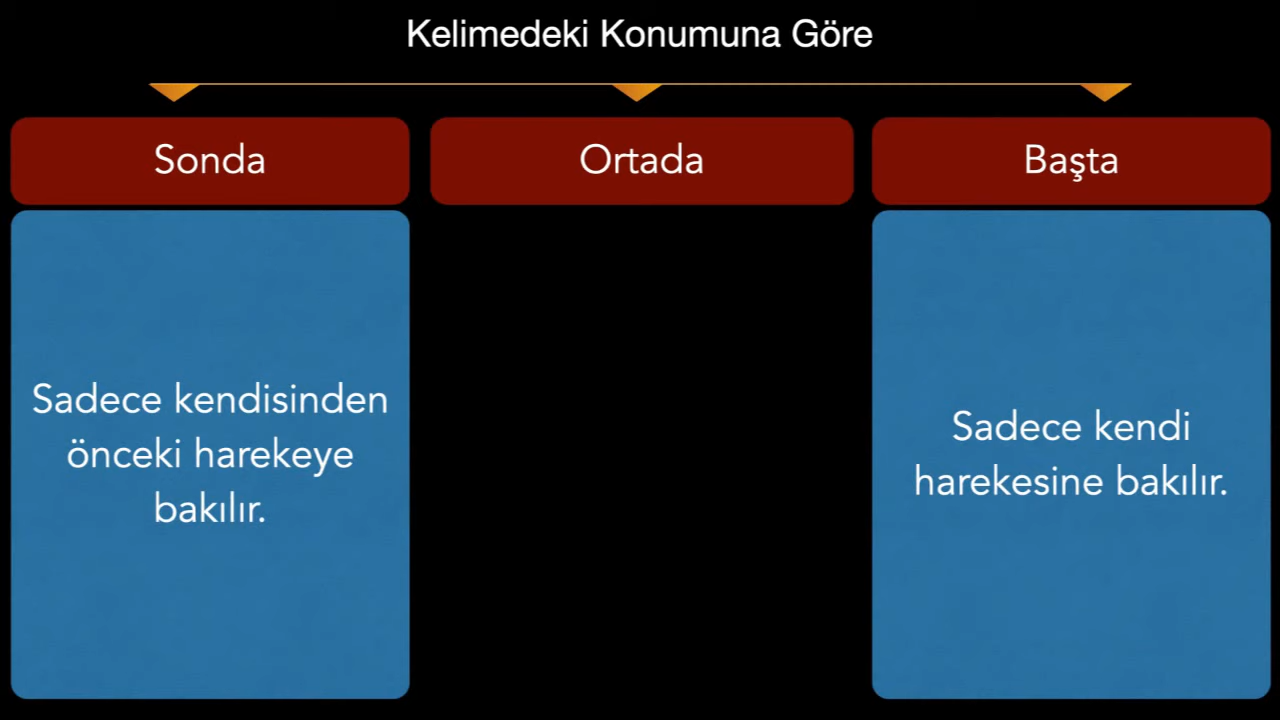 Kelimedeki Konumuna Göre
Sonda
Ortada
Başta
Sadece kendisinden
önceki harekeye
bakılır.
Sadece kendi
harekesine bakılır.